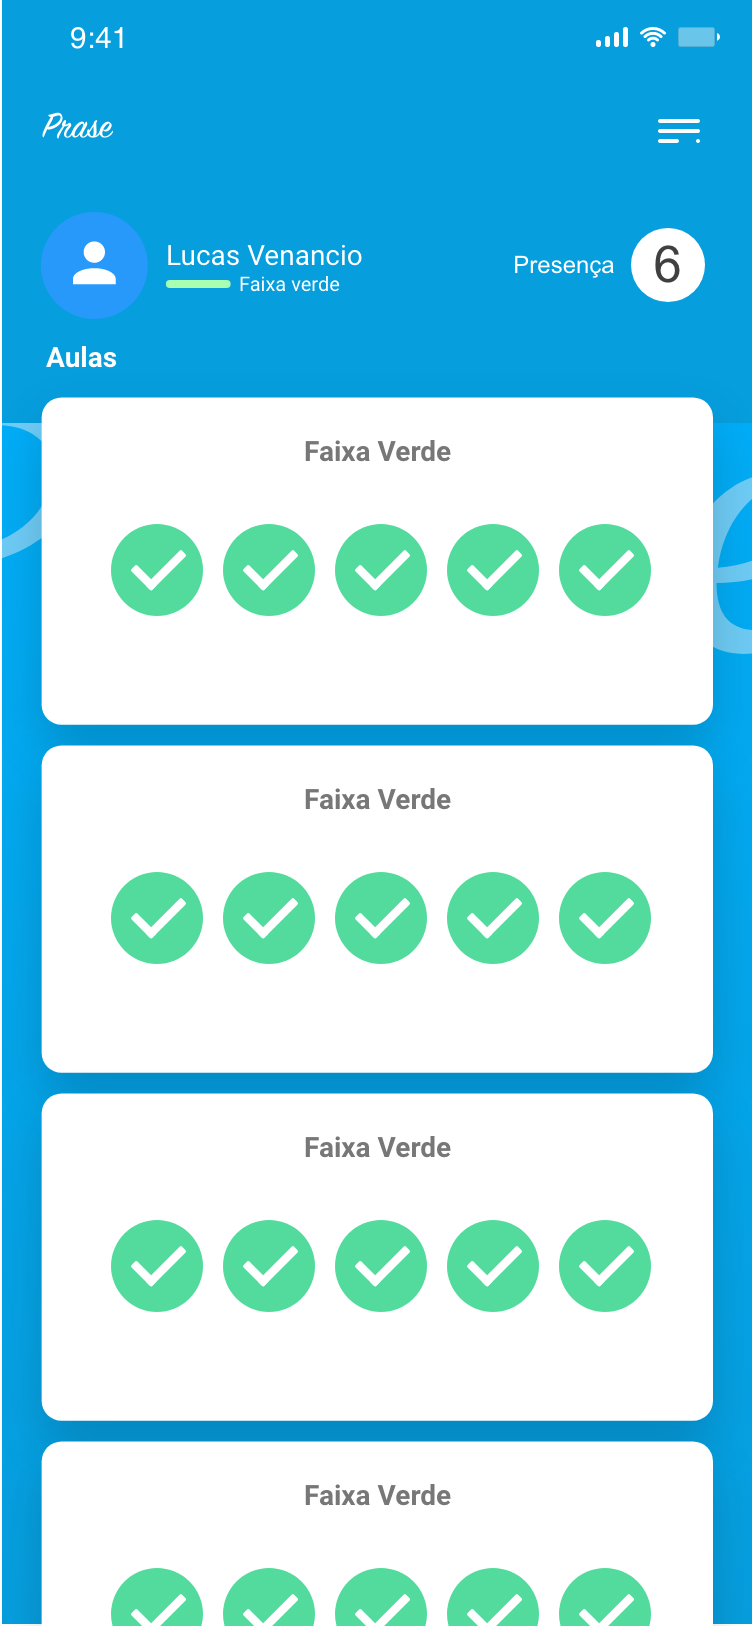 9:41
Prase
Lucas Venancio
Faixa verde
Presença 6
Aulas
Faixa Verde
Faixa Verde
Faixa Verde
Faixa Verde